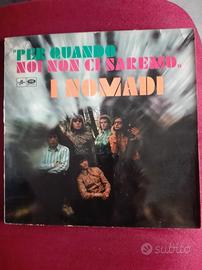 "PER QUANDO
NOI NON CI SAREMO„
I NOMADI
subito